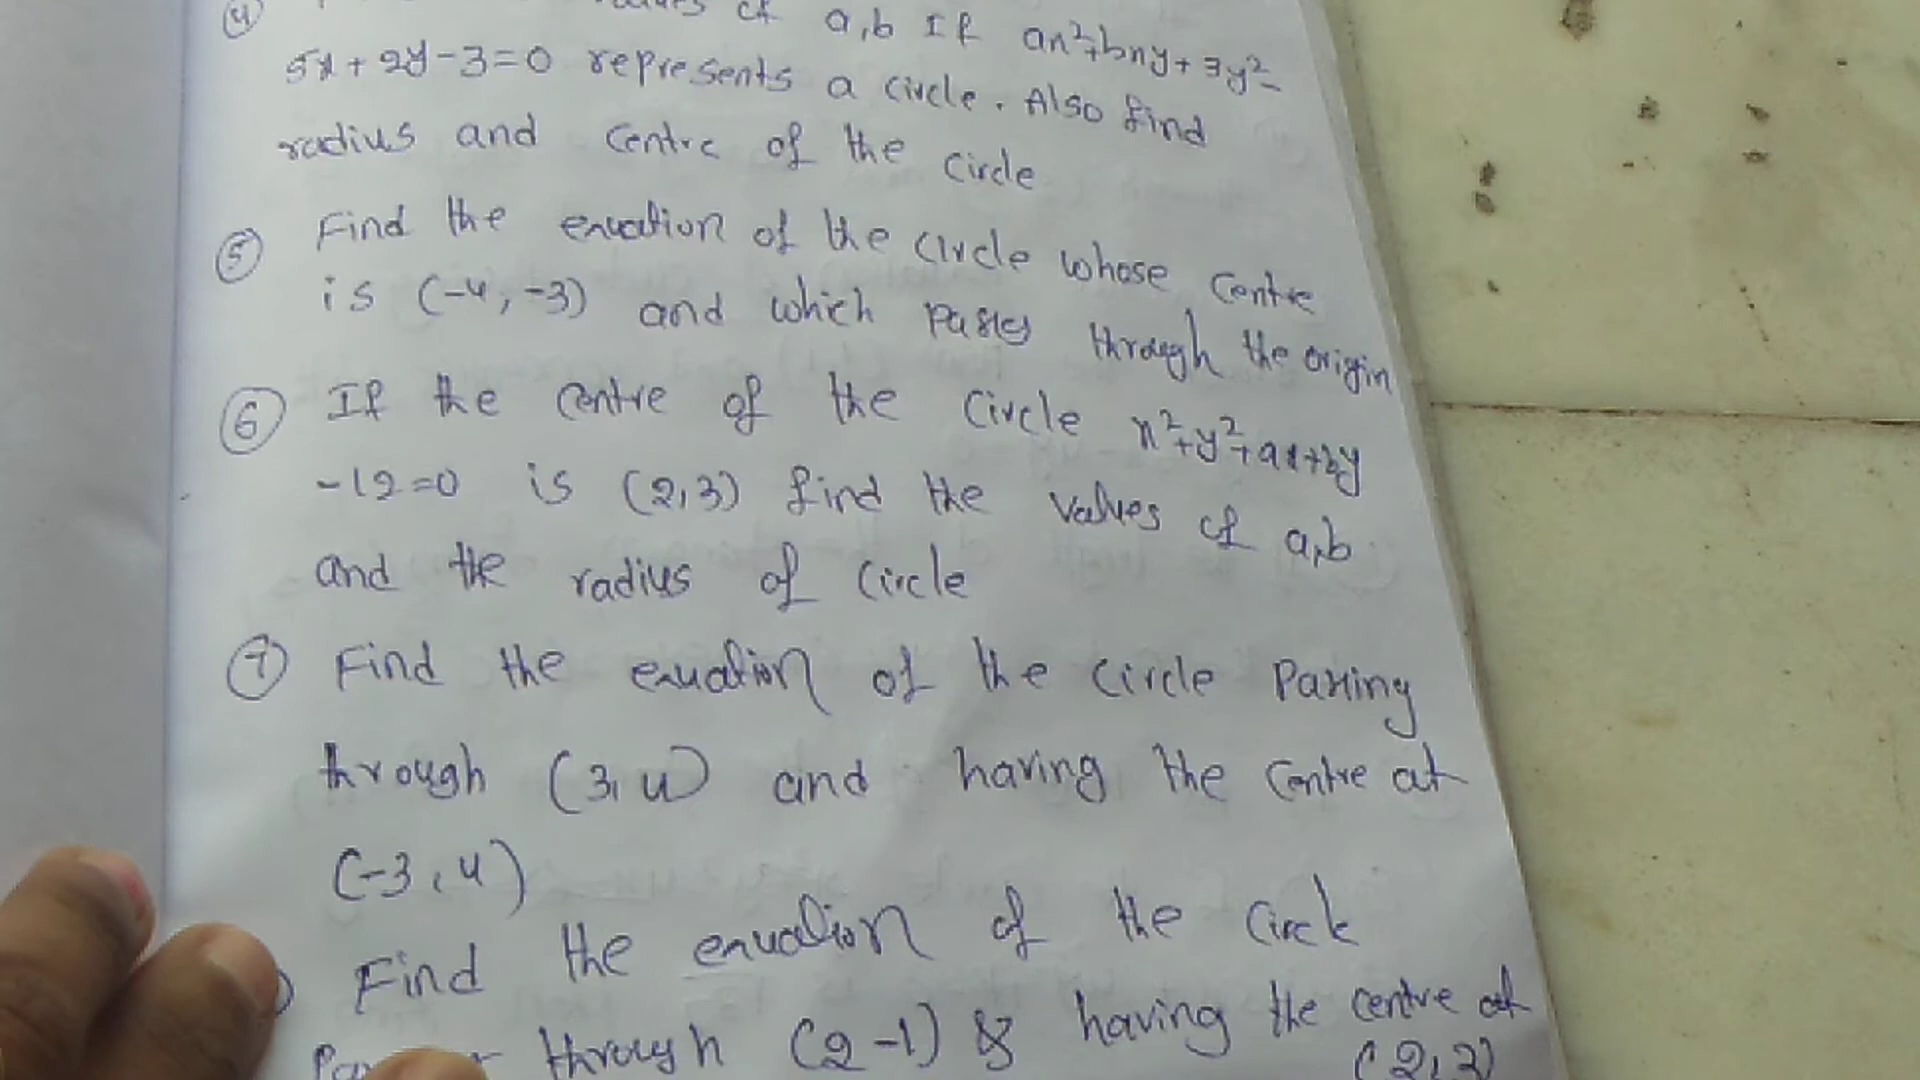 ④ of a,b If ax²+bxy+3y²-
5x+2y-3=0 represents a circle. Also find
radius and centre of the circle
⑤ Find the equation of the circle whose centre
is (-4,-3) and which passes through the origin
⑥ If the centre of the circle x²+y²+ax+by
-12=0 is (2,3) find the values of a,b
and the radius of circle
⑦ Find the equation of the circle passing
through (3,4) and having the centre at
(-3,4)
Find the equation of the circle
through (2-1) & having the centre at
(2,3)